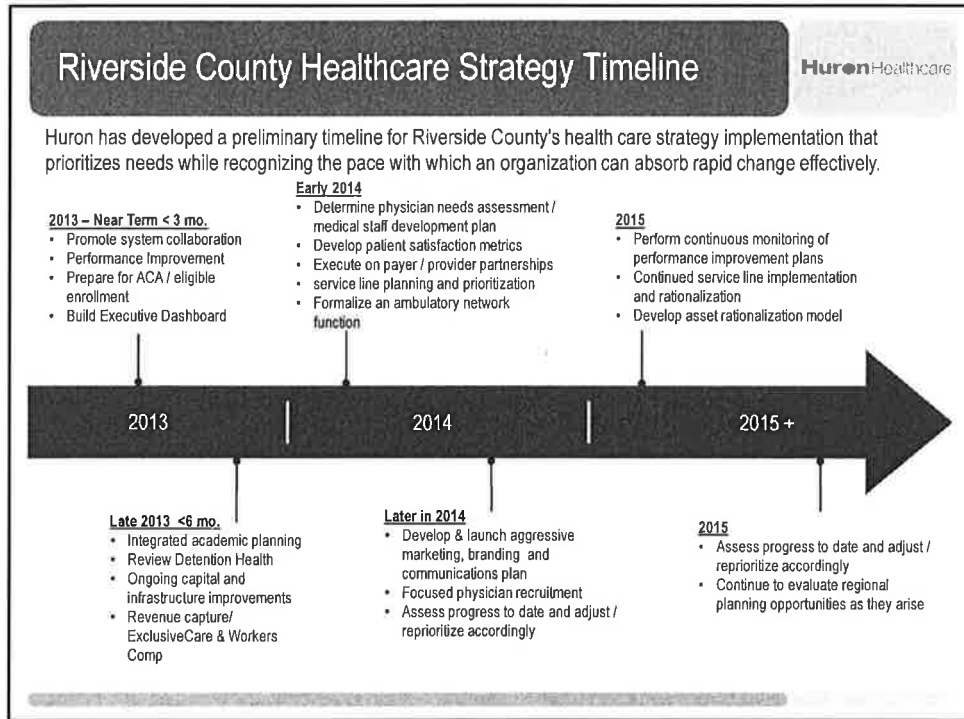 Riverside County Healthcare Strategy Timeline
HuronHealthcare
Huron has developed a preliminary timeline for Riverside County's health care strategy implementation that
prioritizes needs while recognizing the pace with which an organization can absorb rapid change effectively.
2013 – Near Term < 3 mo.
• Promote system collaboration
• Performance Improvement
• Prepare for ACA / eligible
enrollment
• Build Executive Dashboard
Early 2014
• Determine physician needs assessment /
medical staff development plan
• Develop patient satisfaction metrics
• Execute on payer / provider partnerships
• service line planning and prioritization
• Formalize an ambulatory network
function
2015
• Perform continuous monitoring of
performance improvement plans
• Continued service line implementation
and rationalization
• Develop asset rationalization model
2013
2014
2015 +
Late 2013 <6 mo.
• Integrated academic planning
• Review Detention Health
• Ongoing capital and
infrastructure improvements
• Revenue capture/
ExclusiveCare & Workers
Comp
Later in 2014
• Develop & launch aggressive
marketing, branding and
communications plan
• Focused physician recruitment
• Assess progress to date and adjust /
reprioritize accordingly
2015
• Assess progress to date and adjust /
reprioritize accordingly
• Continue to evaluate regional
planning opportunities as they arise